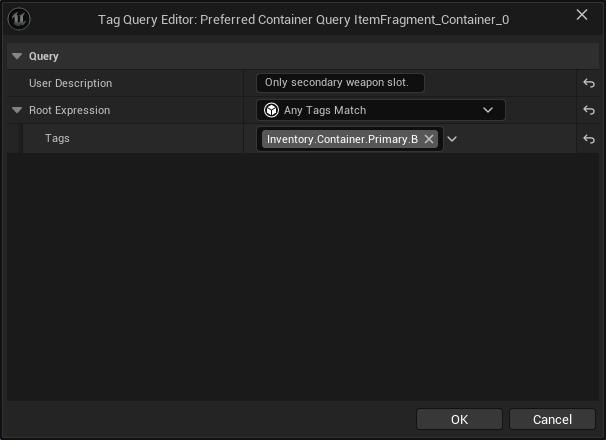 Tag Query Editor: Preferred Container Query ItemFragment_Container_0
Query
User Description Only secondary weapon slot.
Root Expression Any Tags Match
Tags Inventory.Container.Primary.B
OK Cancel